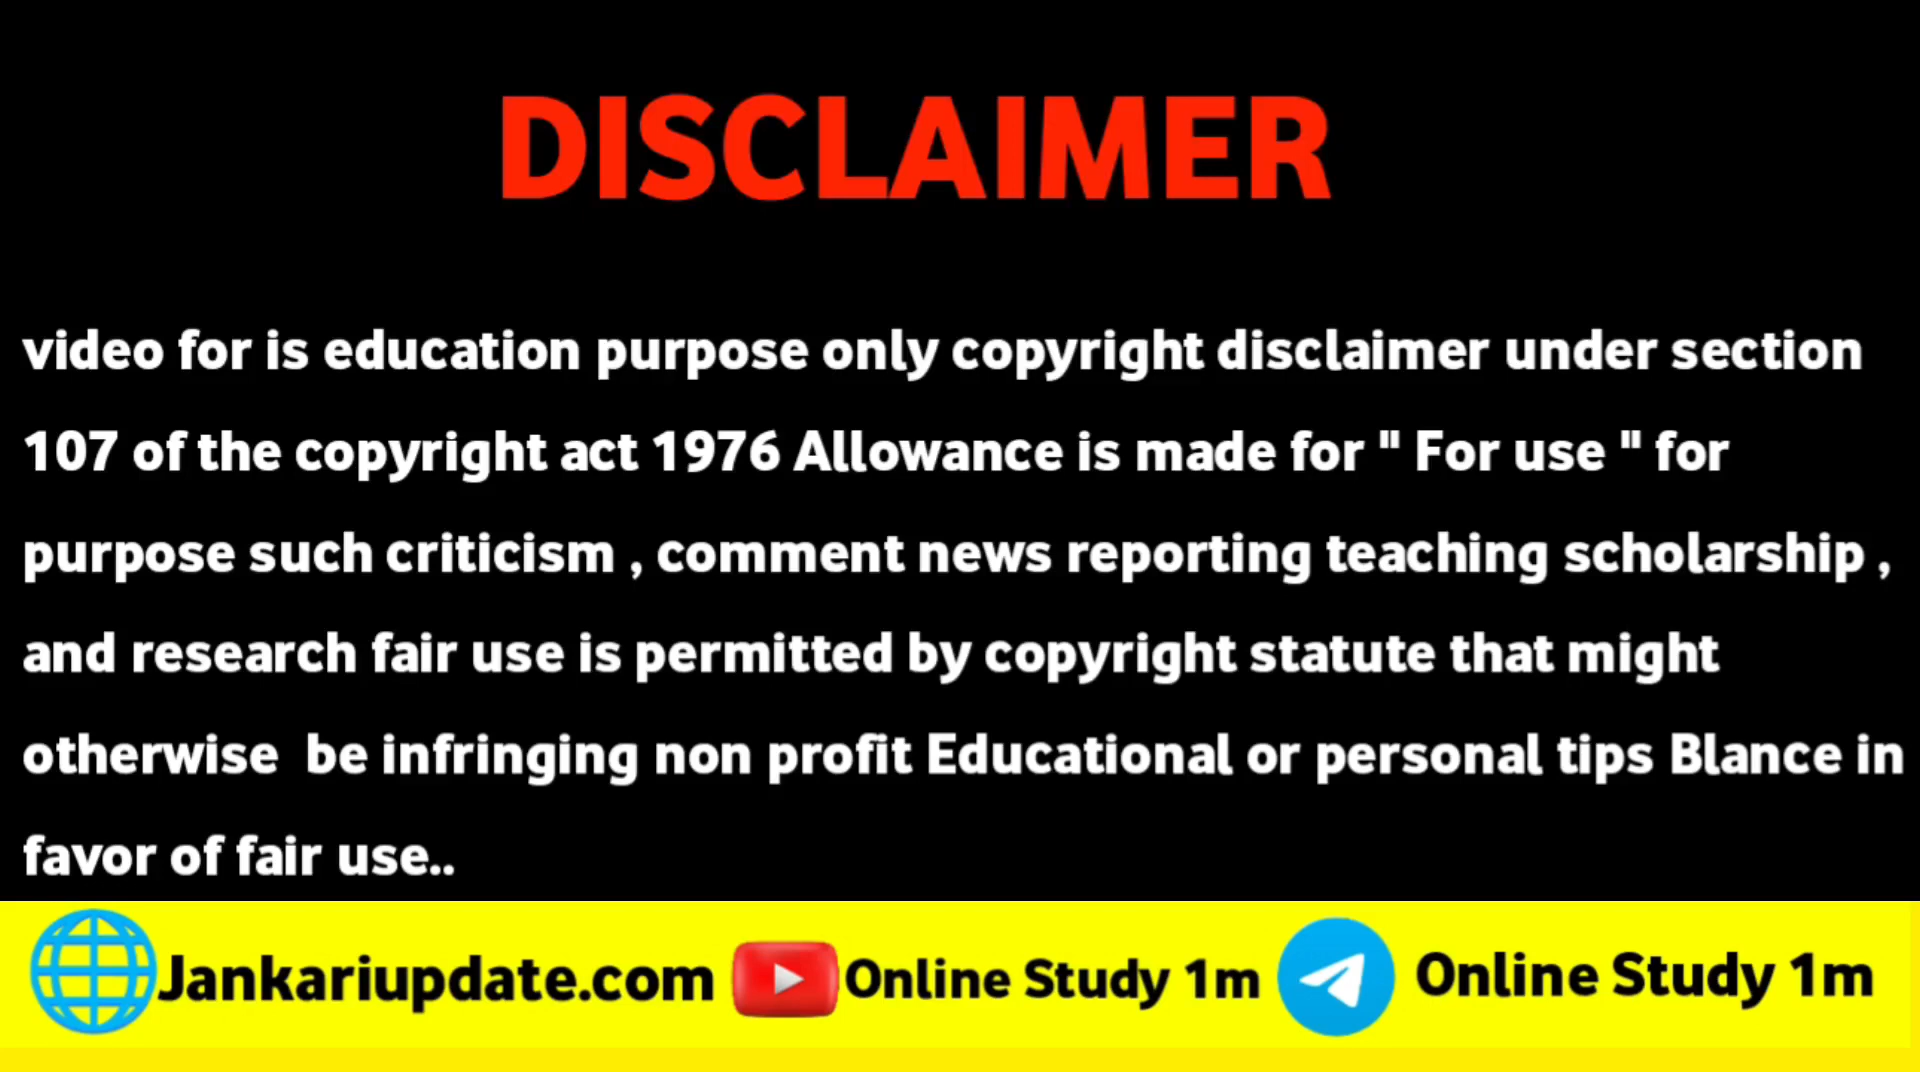 DISCLAIMER
video for is education purpose only copyright disclaimer under section
107 of the copyright act 1976 Allowance is made for " For use " for
purpose such criticism , comment news reporting teaching scholarship ,
and research fair use is permitted by copyright statute that might
otherwise  be infringing non profit Educational or personal tips Blance in
favor of fair use..
Jankariupdate.com Online Study 1m Online Study 1m